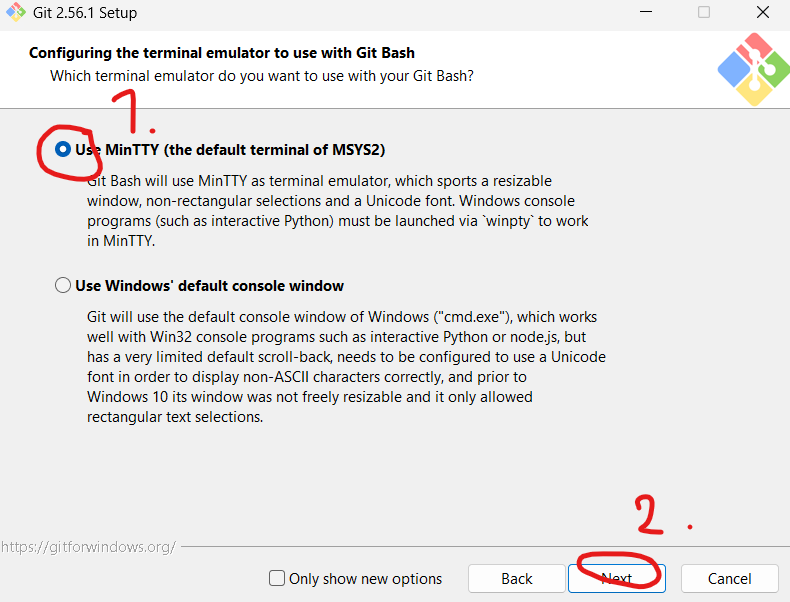 Git 2.56.1 Setup
Configuring the terminal emulator to use with Git Bash
Which terminal emulator do you want to use with your Git Bash?
1.
Use MinTTY (the default terminal of MSYS2)
Git Bash will use MinTTY as terminal emulator, which sports a resizable
window, non-rectangular selections and a Unicode font. Windows console
programs (such as interactive Python) must be launched via `winpty` to work
in MinTTY.
Use Windows' default console window
Git will use the default console window of Windows ("cmd.exe"), which works
well with Win32 console programs such as interactive Python or node.js, but
has a very limited default scroll-back, needs to be configured to use a Unicode
font in order to display non-ASCII characters correctly, and prior to
Windows 10 its window was not freely resizable and it only allowed
rectangular text selections.
2.
https://gitforwindows.org/
Only show new options
Back
Next
Cancel